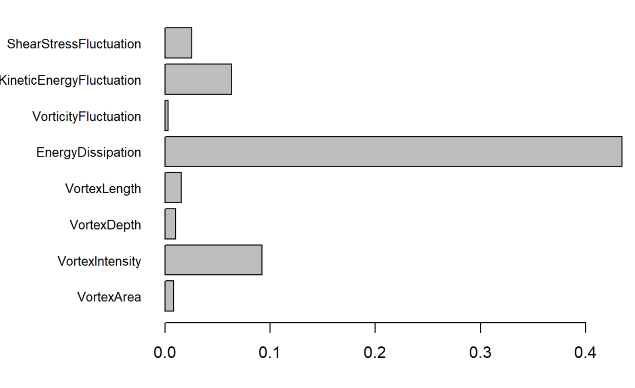 ShearStressFluctuation
KineticEnergyFluctuation
VorticityFluctuation
EnergyDissipation
VortexLength
VortexDepth
VortexIntensity
VortexArea
0.0 0.1 0.2 0.3 0.4